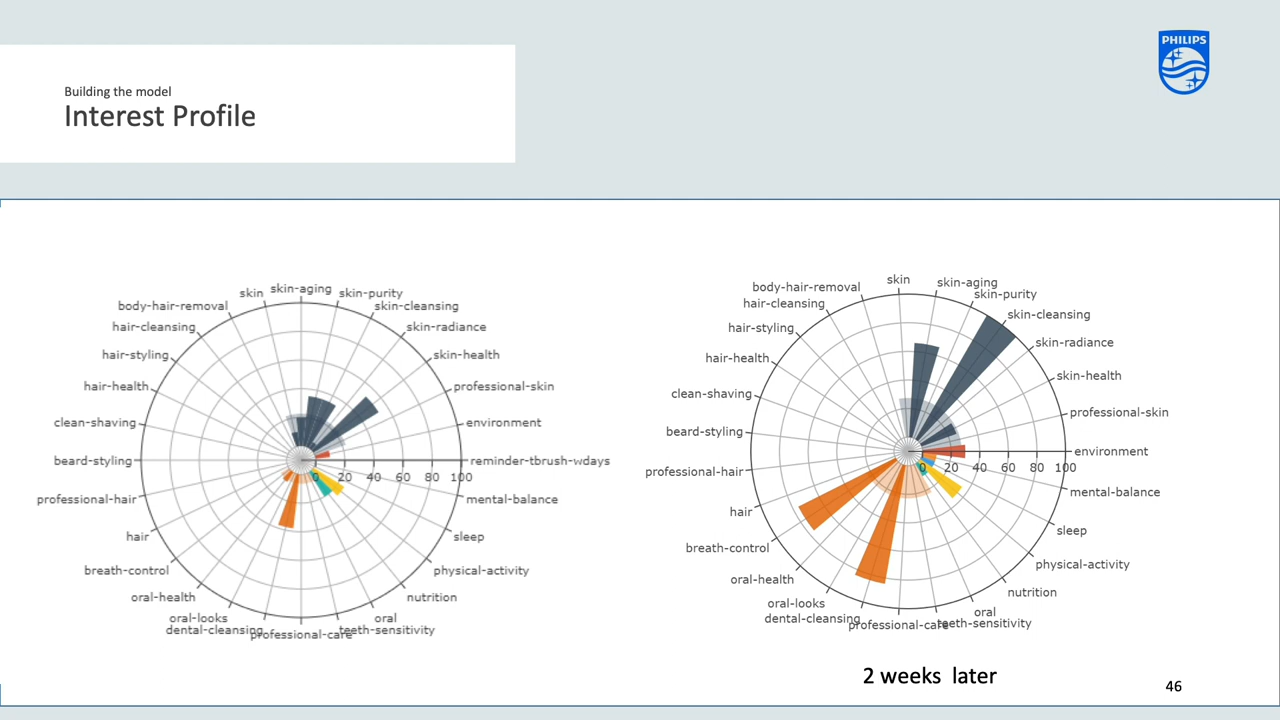 PHILIPS
Building the model
Interest Profile
skin
skin-aging
skin-purity
skin-cleansing
skin-radiance
skin-health
professional-skin
environment
reminder-tbrush-wdays
mental-balance
sleep
physical-activity
nutrition
oral
teeth-sensitivity
professional-care
dental-cleansing
oral-looks
oral-health
breath-control
hair
professional-hair
beard-styling
clean-shaving
hair-health
hair-styling
hair-cleansing
body-hair-removal
0 20 40 60 80 100
skin
skin-aging
skin-purity
skin-cleansing
skin-radiance
skin-health
professional-skin
environment
mental-balance
sleep
physical-activity
nutrition
oral
teeth-sensitivity
professional-care
dental-cleansing
oral-looks
oral-health
breath-control
hair
professional-hair
beard-styling
clean-shaving
hair-health
hair-styling
hair-cleansing
body-hair-removal
0 20 40 60 80 100
2 weeks later
46